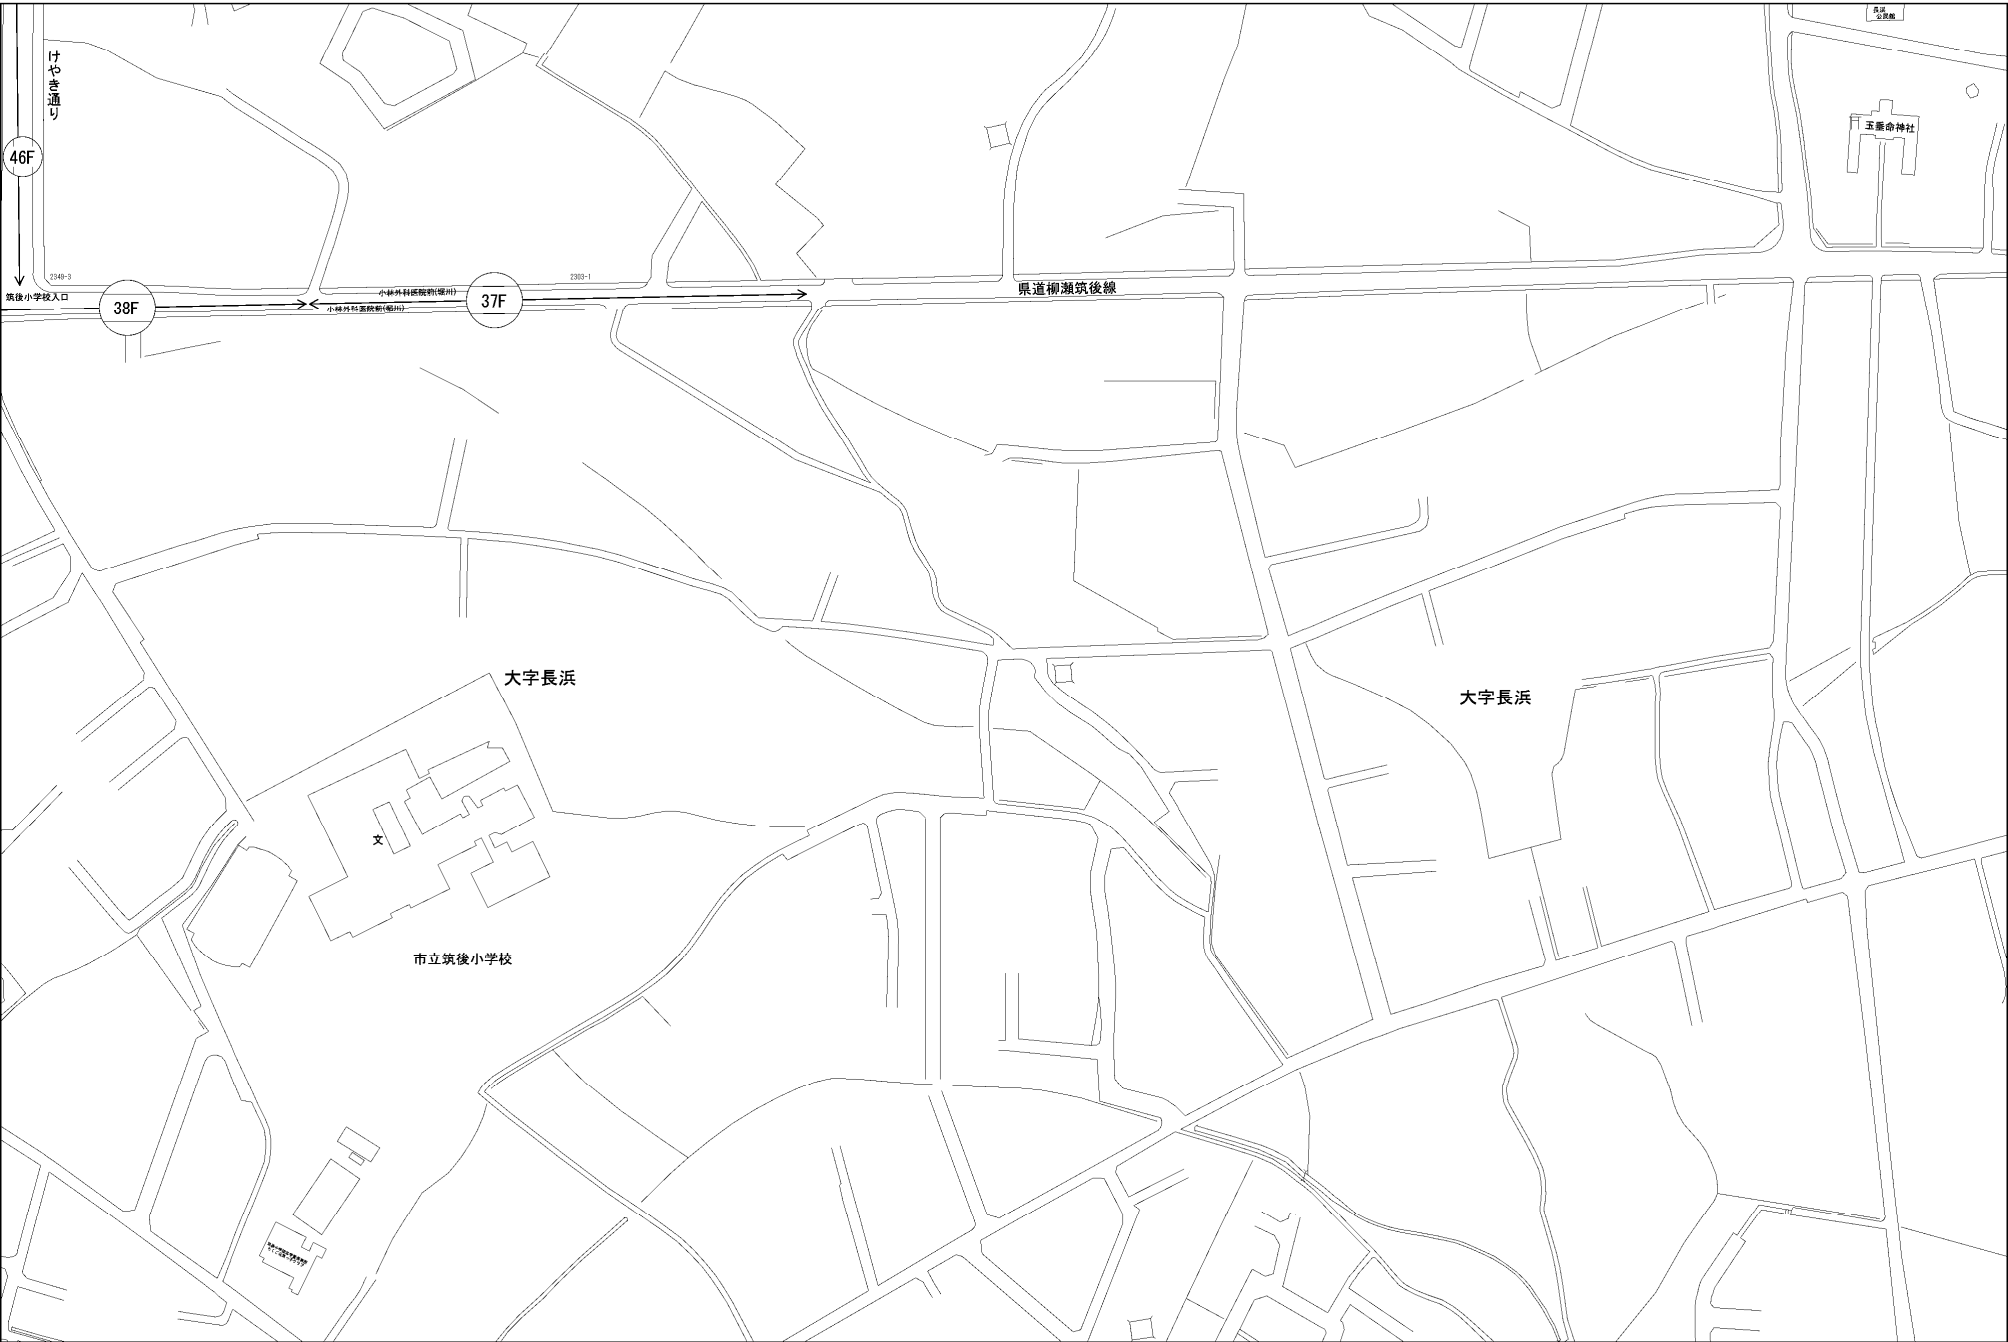 長浜
公民館
けやき通り
玉垂命神社
46F
2349-3
2303-1
筑後小学校入口
小林外科医院前(堀川)
県道柳瀬筑後線
37F
38F
小林外科医院前(堀川)
大字長浜
大字長浜
文
市立筑後小学校